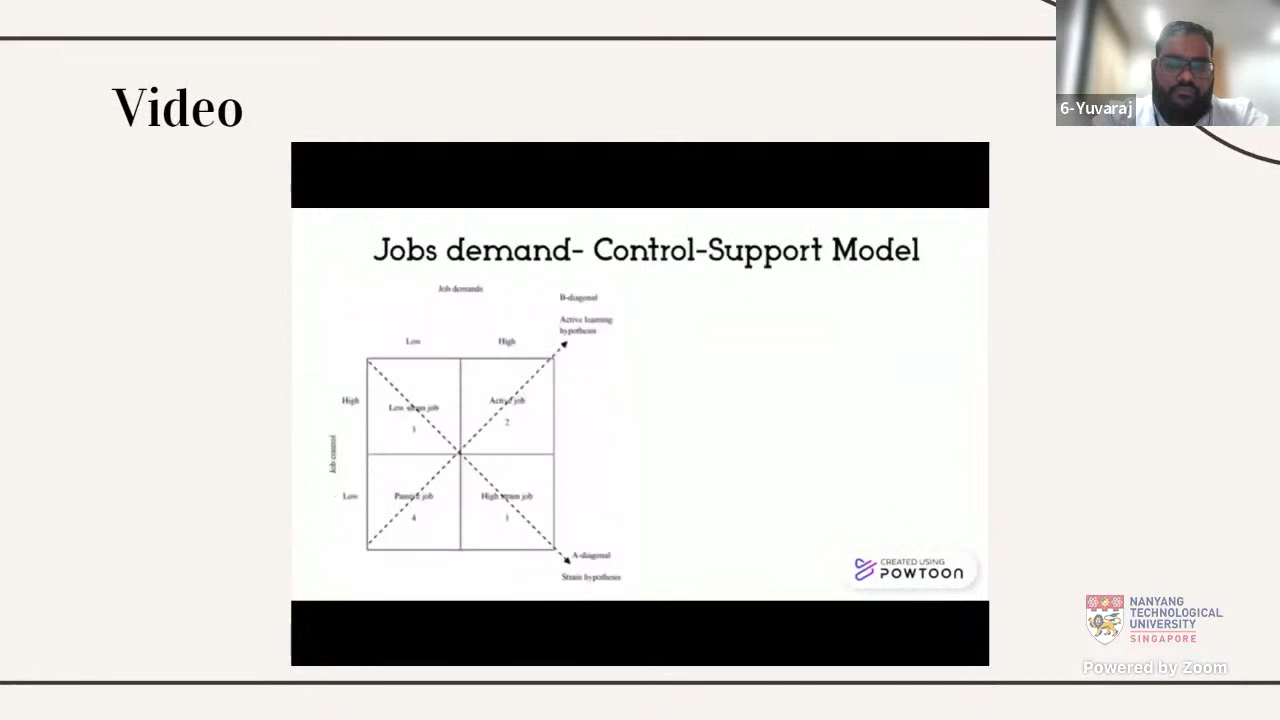 Video
6-Yuvaraj
Jobs demand- Control-Support Model
Job demands
B-diagonal
Active learning
hypothesis
Low
High
High
Low strain job
Active job
3
2
Job control
Low
Passive job
High strain job
4
1
A-diagonal
Strain hypothesis
CREATED USING
POWTOON
NANYANG
TECHNOLOGICAL
UNIVERSITY
SINGAPORE
Powered by Zoom